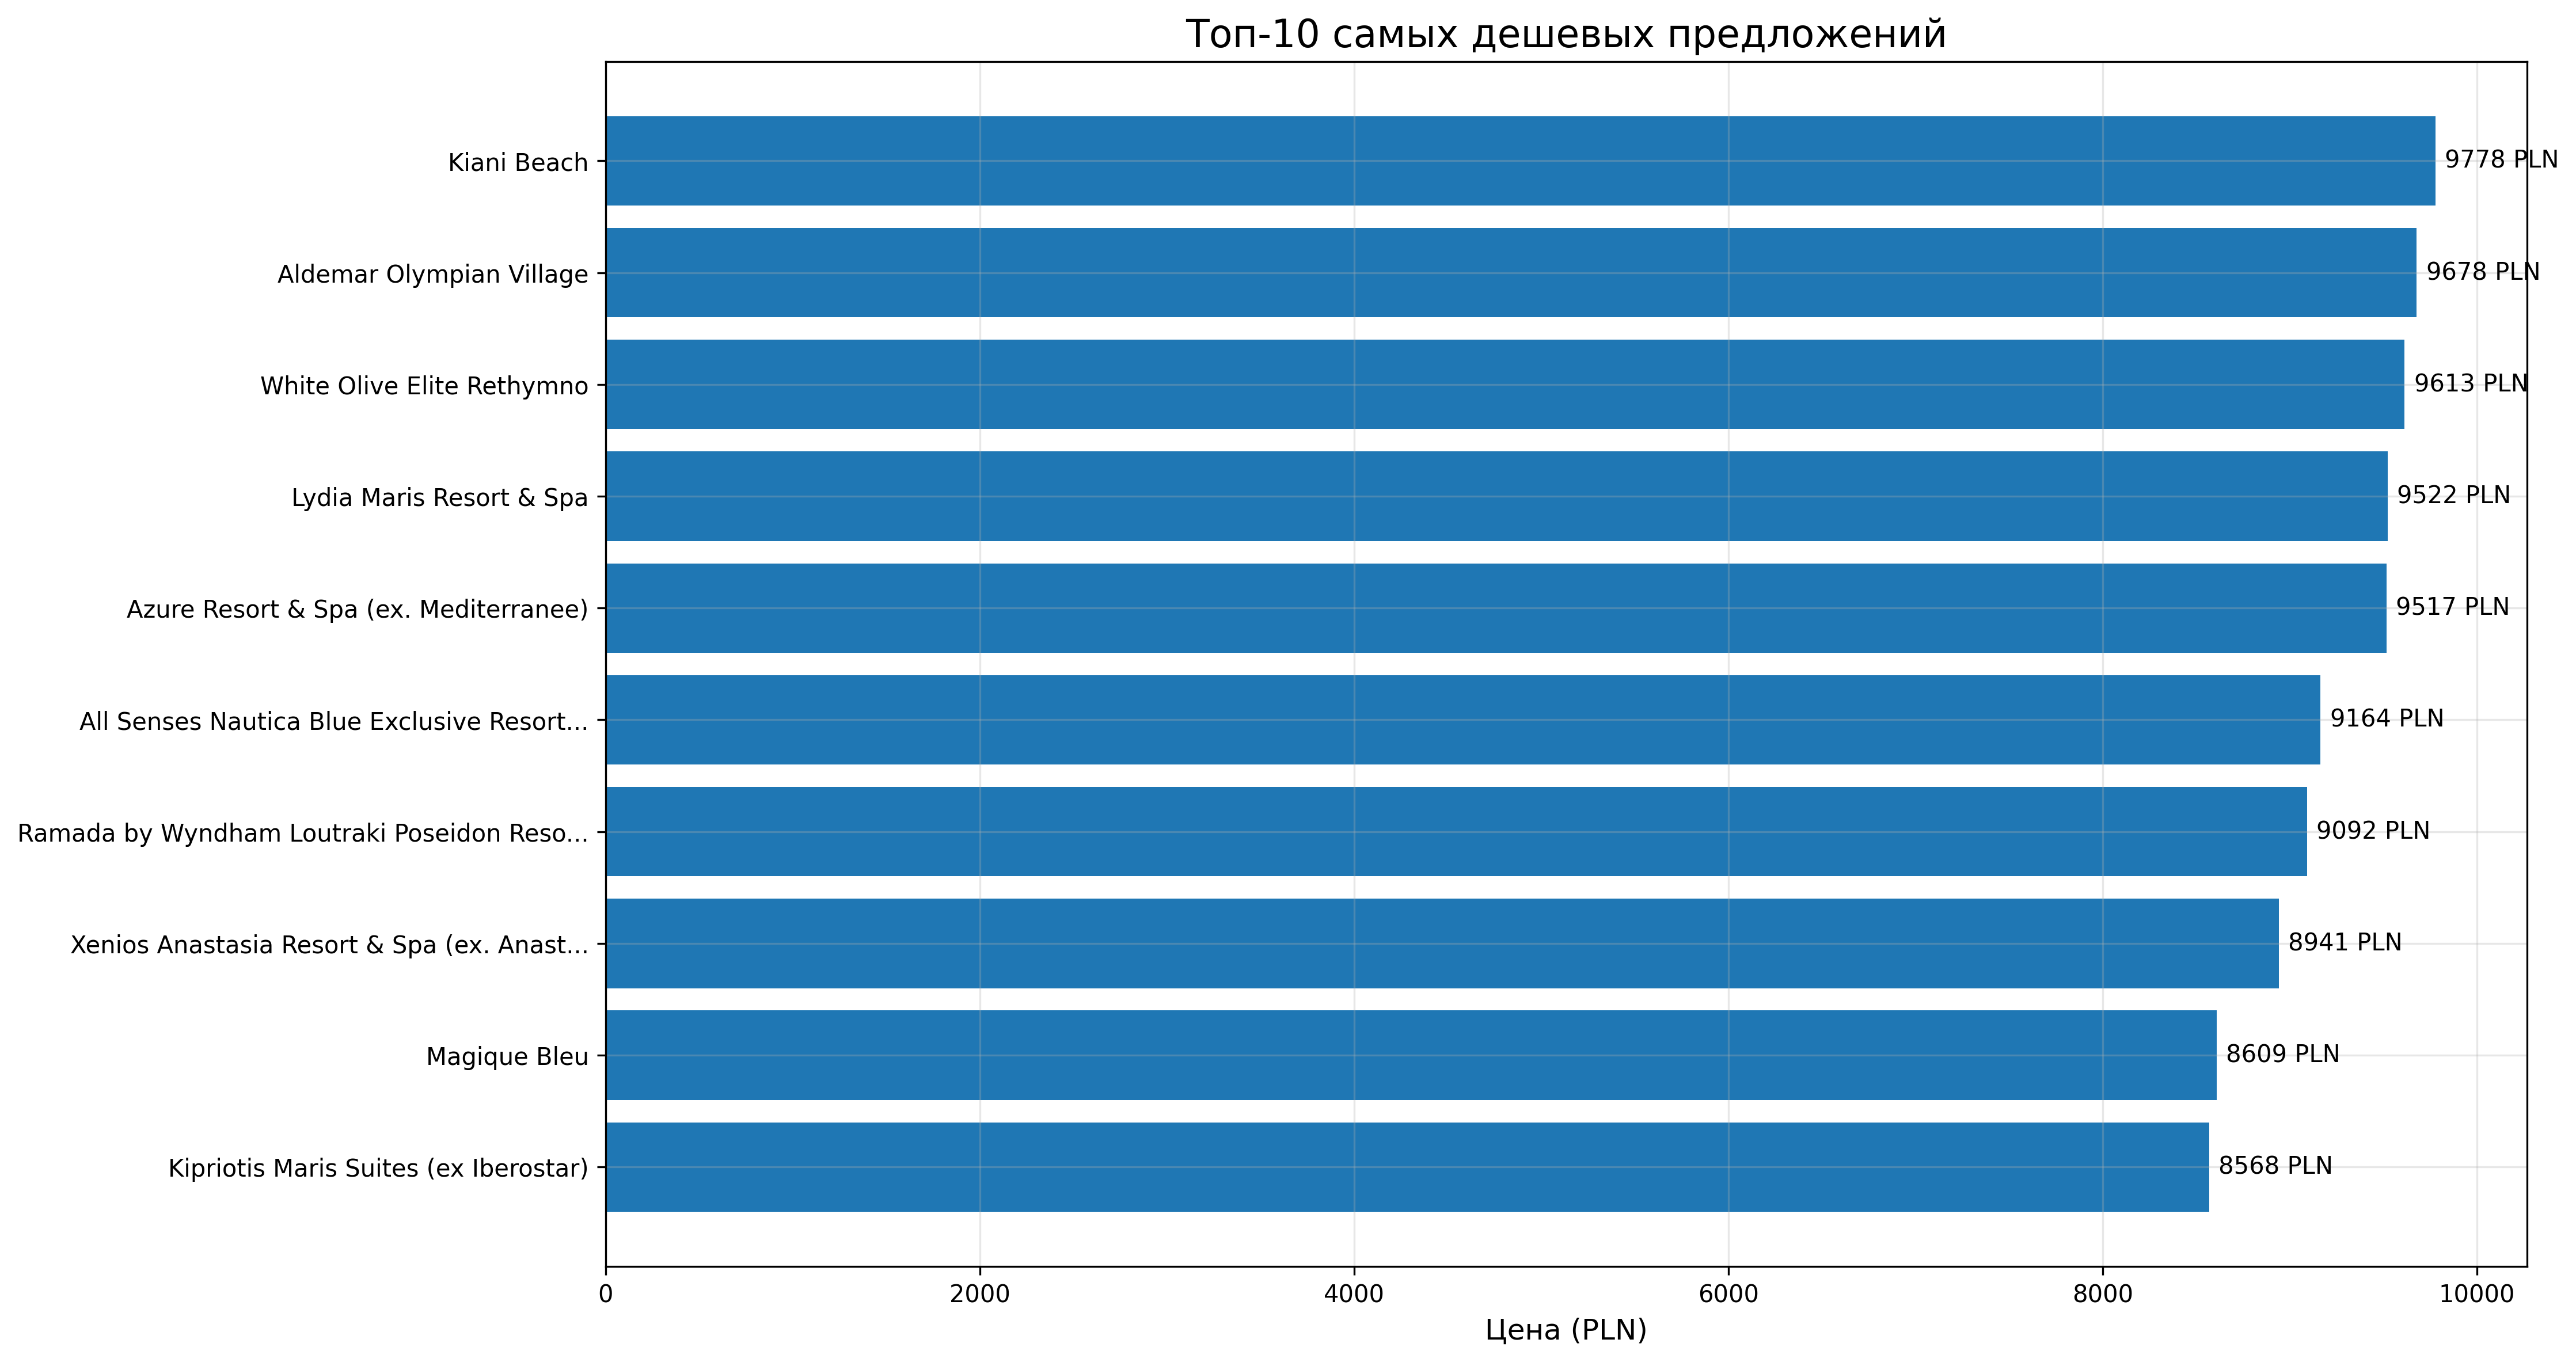 Топ-10 самых дешевых предложений
Kiani Beach
9778 PLN
Aldemar Olympian Village
9678 PLN
White Olive Elite Rethymno
9613 PLN
Lydia Maris Resort & Spa
9522 PLN
Azure Resort & Spa (ex. Mediterranee)
9517 PLN
All Senses Nautica Blue Exclusive Resort...
9164 PLN
Ramada by Wyndham Loutraki Poseidon Reso...
9092 PLN
Xenios Anastasia Resort & Spa (ex. Anast...
8941 PLN
Magique Bleu
8609 PLN
Kipriotis Maris Suites (ex Iberostar)
8568 PLN
0 2000 4000 6000 8000 10000
Цена (PLN)